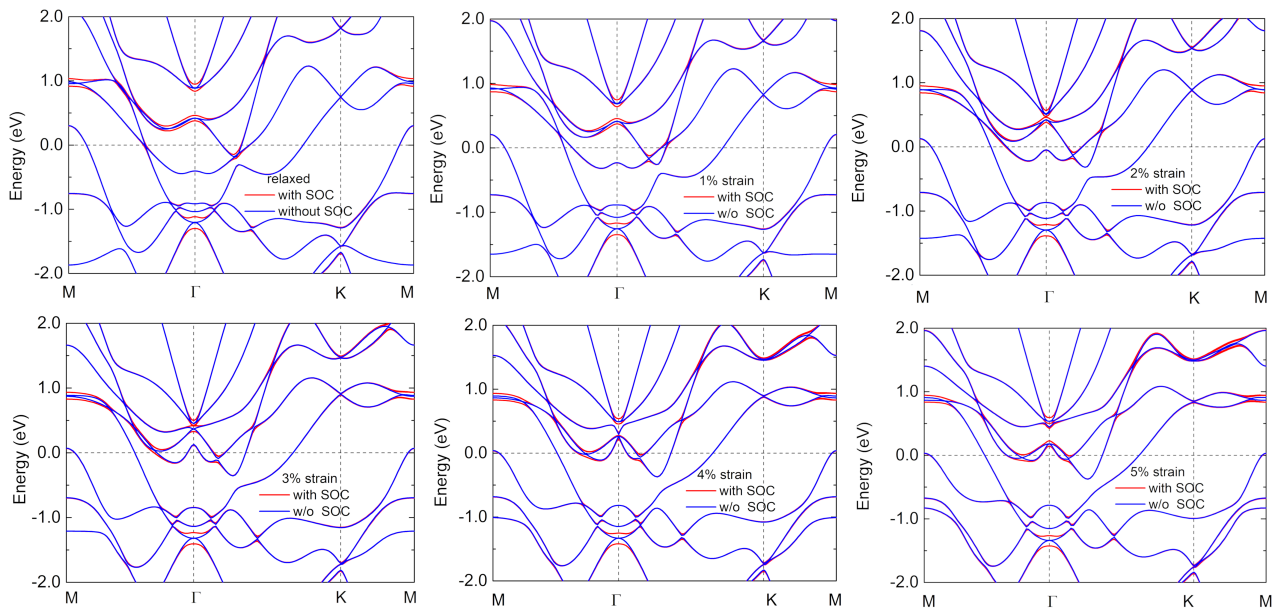 2.0
1.0
0.0
-1.0
-2.0
Energy (eV)
relaxed
with SOC
without SOC
M
Γ
K
M
2.0
1.0
0.0
-1.0
-2.0
Energy (eV)
1% strain
with SOC
w/o SOC
M
Γ
K
M
2.0
1.0
0.0
-1.0
-2.0
Energy (eV)
2% strain
with SOC
w/o SOC
M
Γ
K
M
2.0
1.0
0.0
-1.0
-2.0
Energy (eV)
3% strain
with SOC
w/o SOC
M
Γ
K
M
2.0
1.0
0.0
-1.0
-2.0
Energy (eV)
4% strain
with SOC
w/o SOC
M
Γ
K
M
2.0
1.0
0.0
-1.0
-2.0
Energy (eV)
5% strain
with SOC
w/o SOC
M
Γ
K
M